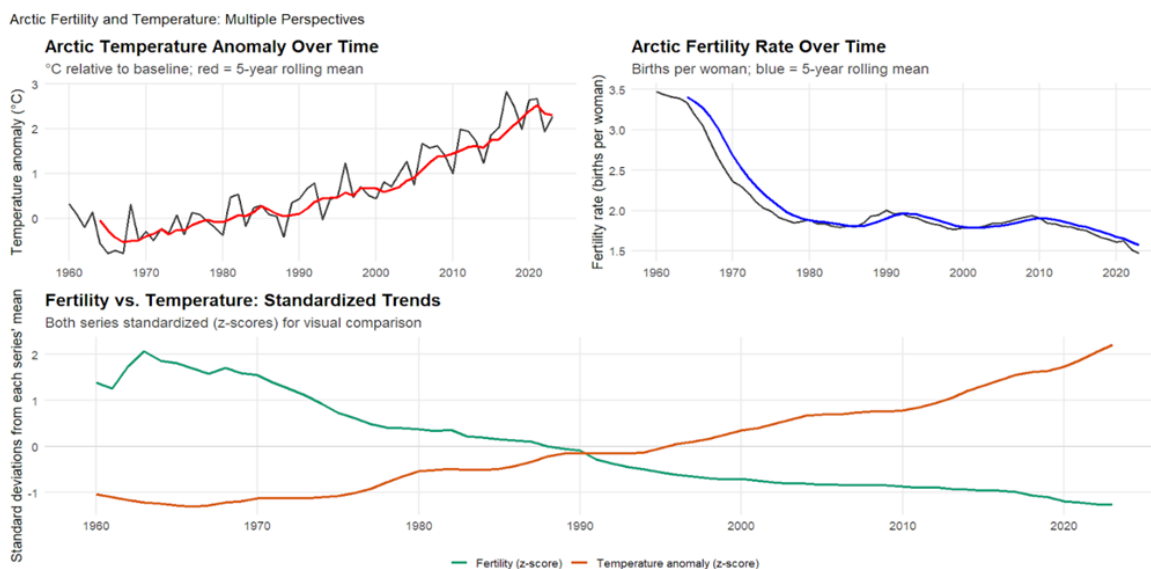 Arctic Fertility and Temperature: Multiple Perspectives
Arctic Temperature Anomaly Over Time
°C relative to baseline; red = 5-year rolling mean
Temperature anomaly (°C)
3
2
1
0
1960 1970 1980 1990 2000 2010 2020
Arctic Fertility Rate Over Time
Births per woman; blue = 5-year rolling mean
Fertility rate (births per woman)
3.5
3.0
2.5
2.0
1.5
1960 1970 1980 1990 2000 2010 2020
Fertility vs. Temperature: Standardized Trends
Both series standardized (z-scores) for visual comparison
Standard deviations from each series' mean
2
1
0
-1
1960 1970 1980 1990 2000 2010 2020
Fertility (z-score) Temperature anomaly (z-score)